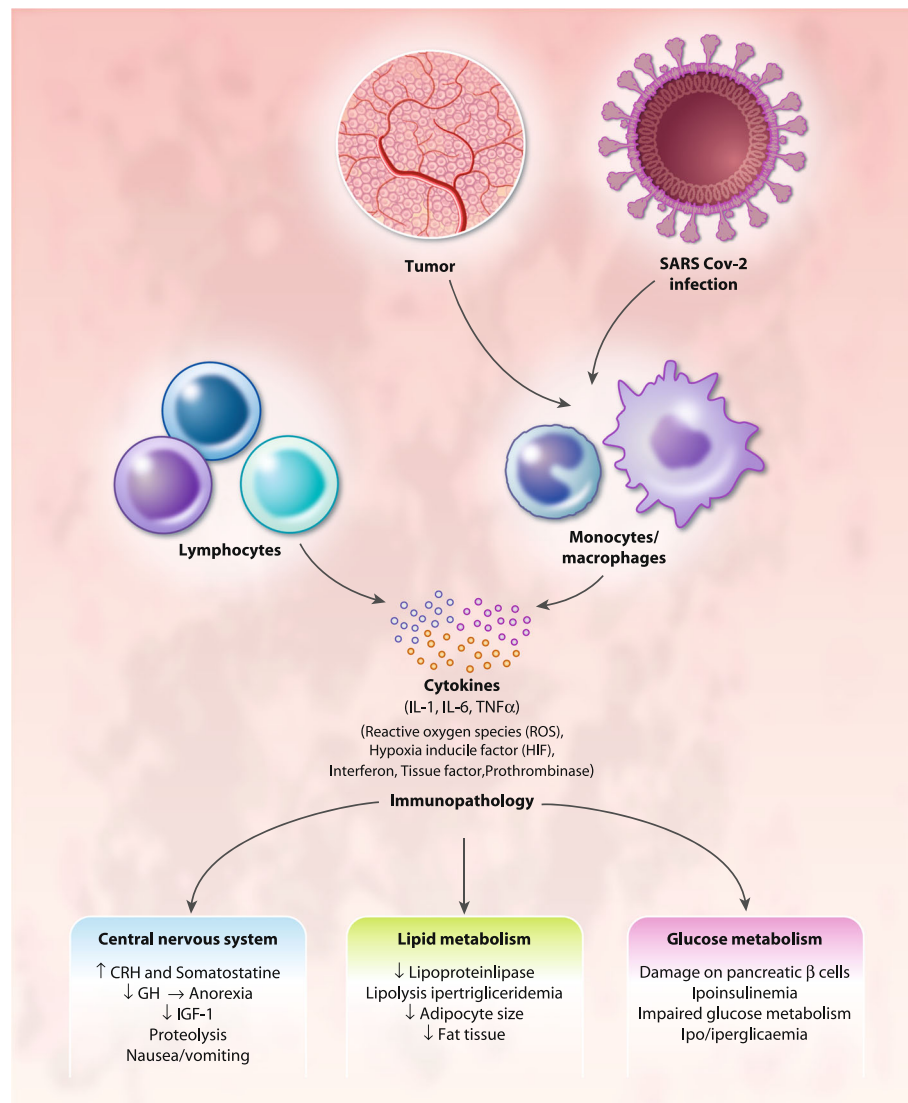 Tumor
SARS Cov-2
infection
Lymphocytes
Monocytes/
macrophages
Cytokines
(IL-1, IL-6, TNFα)
(Reactive oxygen species (ROS),
Hypoxia inducile factor (HIF),
Interferon, Tissue factor,Prothrombinase)
Immunopathology
Central nervous system
↑ CRH and Somatostatine
↓ GH → Anorexia
↓ IGF-1
Proteolysis
Nausea/vomiting
Lipid metabolism
↓ Lipoproteinlipase
Lipolysis ipertrigliceridemia
↓ Adipocyte size
↓ Fat tissue
Glucose metabolism
Damage on pancreatic β cells
Ipoinsulinemia
Impaired glucose metabolism
Ipo/iperglicaemia